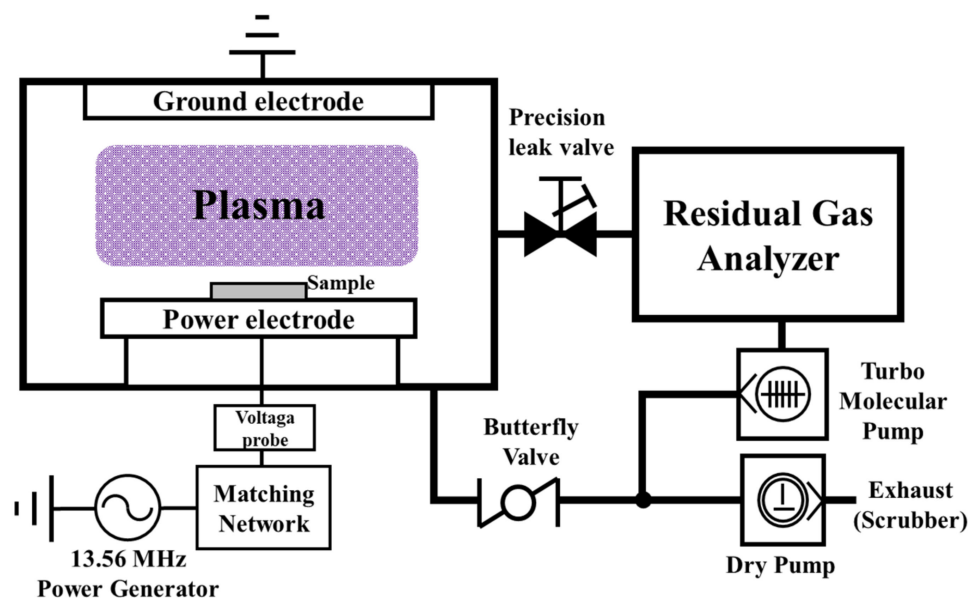 Ground electrode
Plasma
Sample
Power electrode
Voltaga
probe
Matching
Network
13.56 MHz
Power Generator
Precision
leak valve
Residual Gas
Analyzer
Turbo
Molecular
Pump
Butterfly
Valve
Exhaust
(Scrubber)
Dry Pump